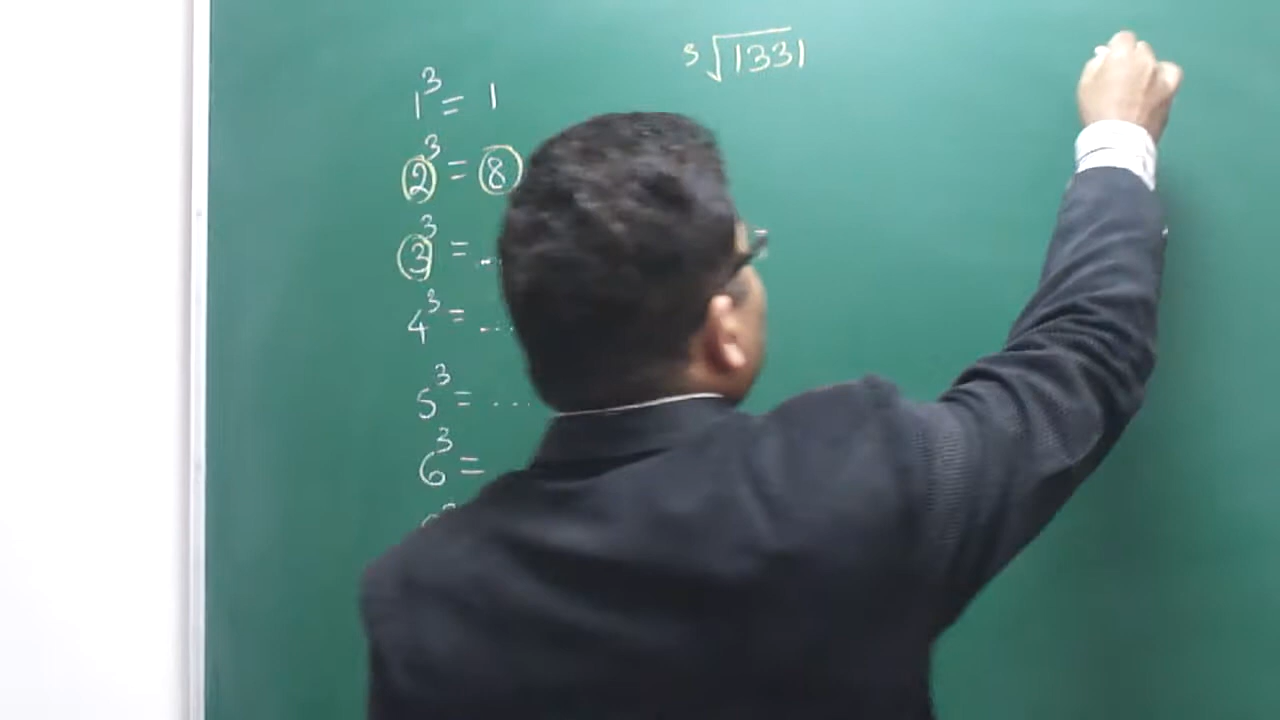 ³√1331
1³ = 1
2³ = 8
3³ = ..
4³ = ...
5³ = ....
6³ =